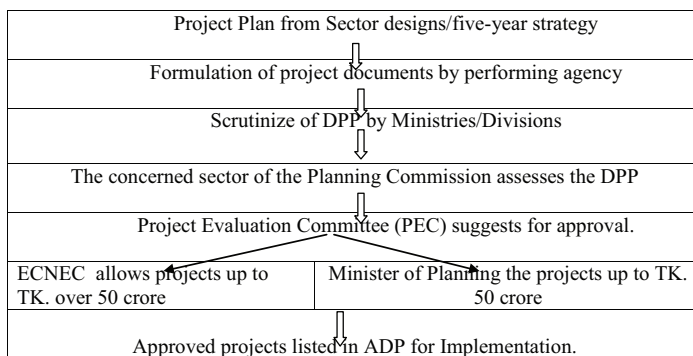 Project Plan from Sector designs/five-year strategy
Formulation of project documents by performing agency
Scrutinize of DPP by Ministries/Divisions
The concerned sector of the Planning Commission assesses the DPP
Project Evaluation Committee (PEC) suggests for approval.
ECNEC allows projects up to
TK. over 50 crore
Minister of Planning the projects up to TK.
50 crore
Approved projects listed in ADP for Implementation.